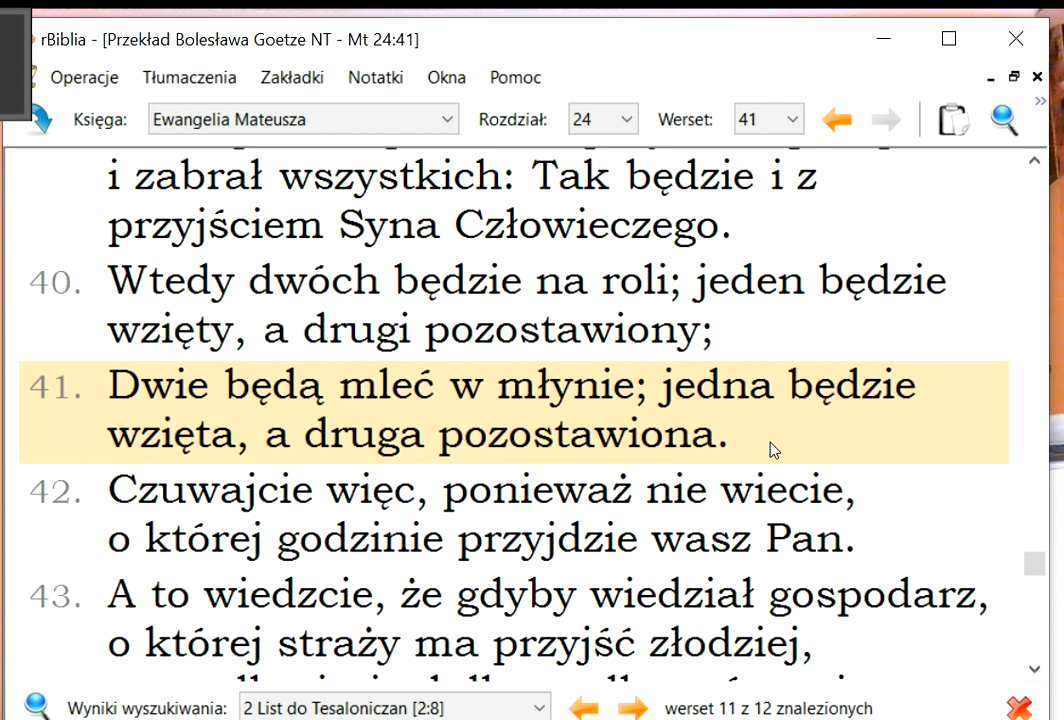 rBiblia - [Przekład Bolesława Goetze NT - Mt 24:41]
Operacje Tłumaczenia Zakładki Notatki Okna Pomoc
Księga: Ewangelia Mateusza Rozdział: 24 Werset: 41
i zabrał wszystkich: Tak będzie i z
przyjściem Syna Człowieczego.
40. Wtedy dwóch będzie na roli; jeden będzie
wzięty, a drugi pozostawiony;
41. Dwie będą mleć w młynie; jedna będzie
wzięta, a druga pozostawiona.
42. Czuwajcie więc, ponieważ nie wiecie,
o której godzinie przyjdzie wasz Pan.
43. A to wiedzcie, że gdyby wiedział gospodarz,
o której straży ma przyjść złodziej,
Wyniki wyszukiwania: 2 List do Tesaloniczan [2:8] werset 11 z 12 znalezionych